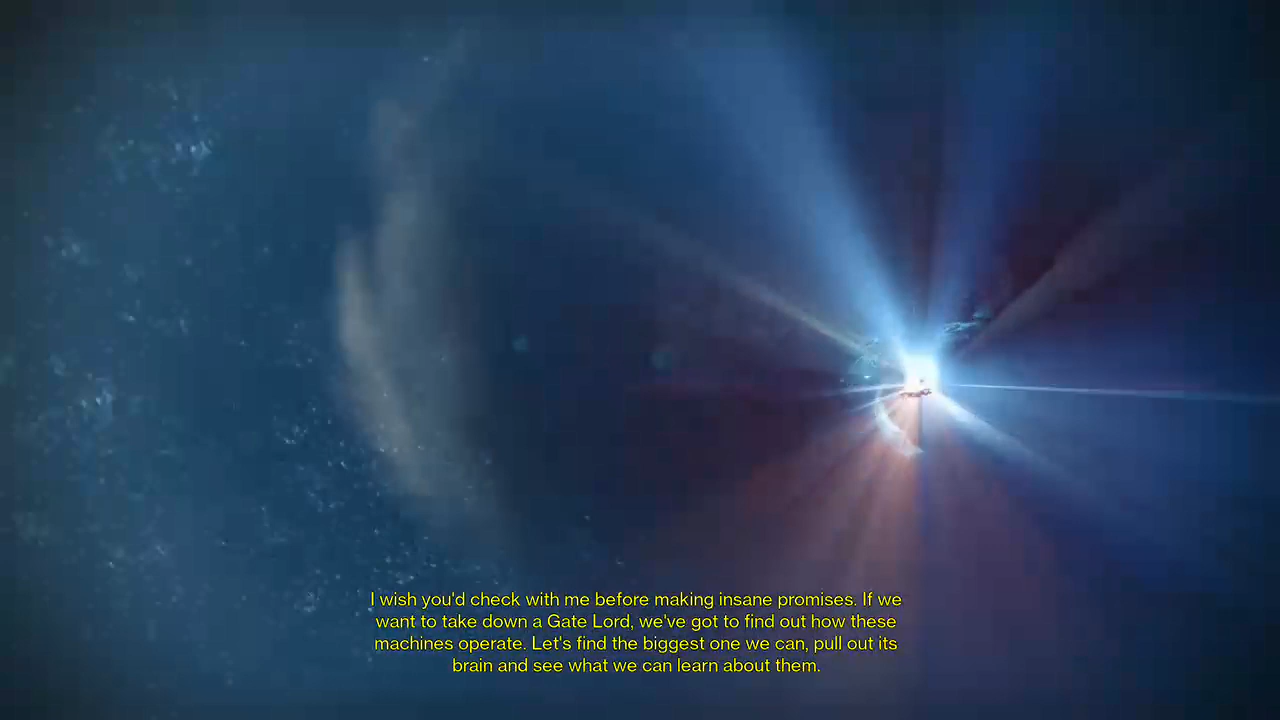 I wish you'd check with me before making insane promises. If we
want to take down a Gate Lord, we've got to find out how these
machines operate. Let's find the biggest one we can, pull out its
brain and see what we can learn about them.